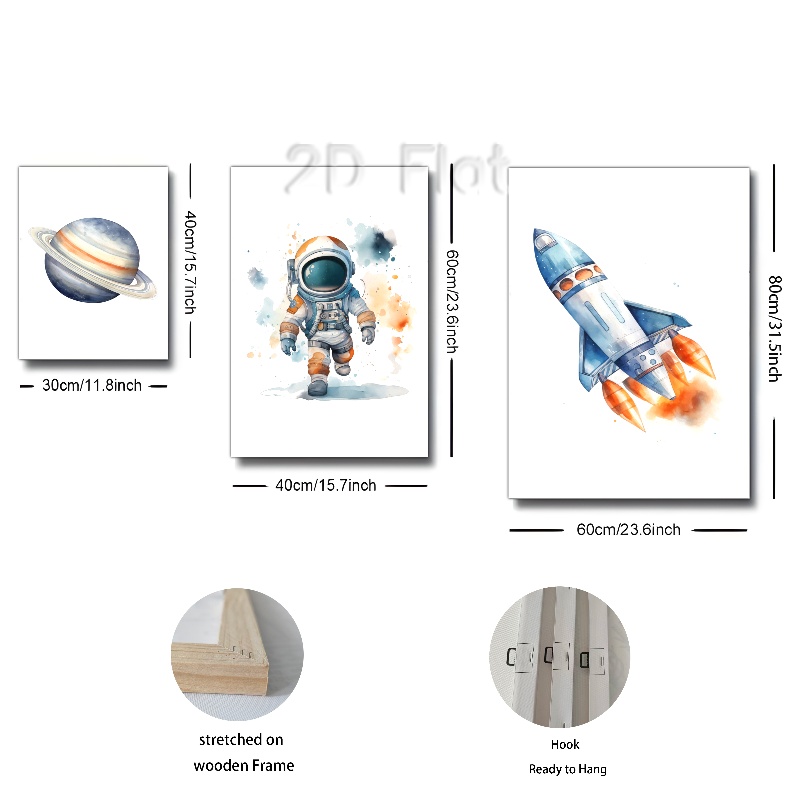 2D Flat
40cm/15.7inch
30cm/11.8inch
60cm/23.6inch
40cm/15.7inch
80cm/31.5inch
60cm/23.6inch
stretched on
wooden Frame
Hook
Ready to Hang